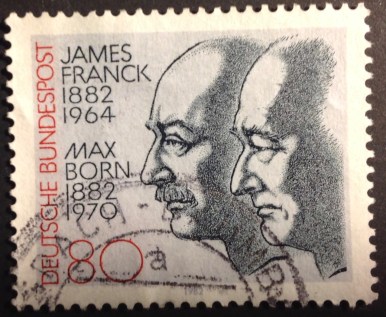 DEUTSCHE BUNDESPOST
JAMES
FRANCK
1882
1964
MAX
BORN
1882
1970
80